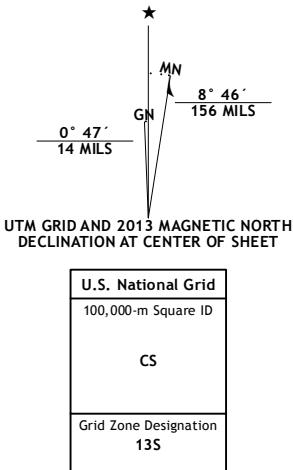 MN
GN
8° 46´
156 MILS
0° 47´
14 MILS
UTM GRID AND 2013 MAGNETIC NORTH
DECLINATION AT CENTER OF SHEET
U.S. National Grid
100,000-m Square ID
CS
Grid Zone Designation
13S